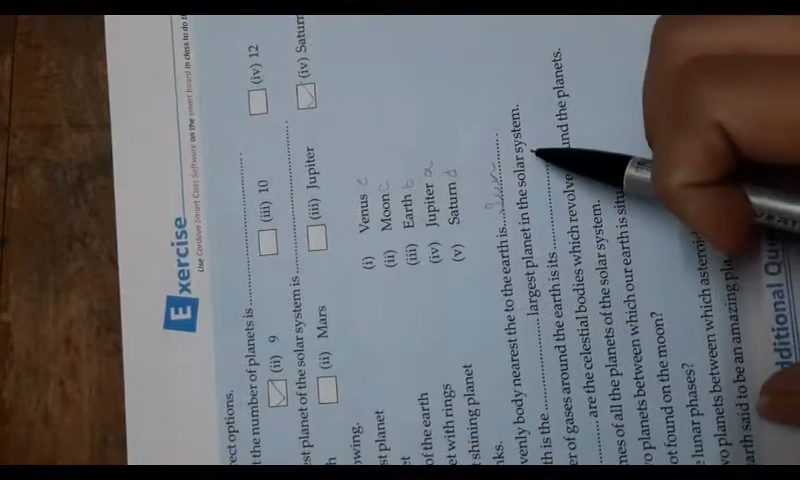 Exercise
Use Cordova Smart Class Software on the smart board in class to do
rect options.
t the number of planets is
(ii) 9 (iii) 10 (iv) 12
st planet of the solar system is
(ii) Mars (iii) Jupiter (iv) Saturn
owing.
st planet (i) Venus e
(ii) Moon c
of the earth (iii) Earth b
et with rings (iv) Jupiter a
t shining planet (v) Saturn d
nks.
venly body nearest the to the earth is
th is the largest planet in the solar system.
er of gases around the earth is its
are the celestial bodies which revolve und the planets.
mes of all the planets of the solar system.
o planets between which our earth is situ
ot found on the moon?
e lunar phases?
vo planets between which asteroid
arth said to be an amazing pla
dditional Que